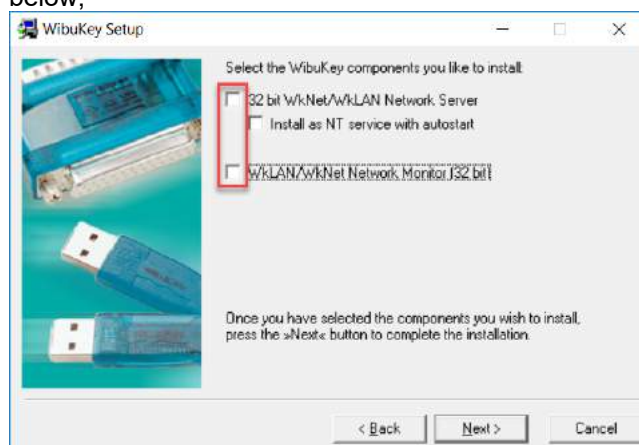 below,
WibuKey Setup
Select the WibuKey components you like to install:
32 bit WkNet/WkLAN Network Server
Install as NT service with autostart
WkLAN/WkNet Network Monitor (32 bit)
Once you have selected the components you wish to install,
press the »Next« button to complete the installation.
< Back
Next >
Cancel